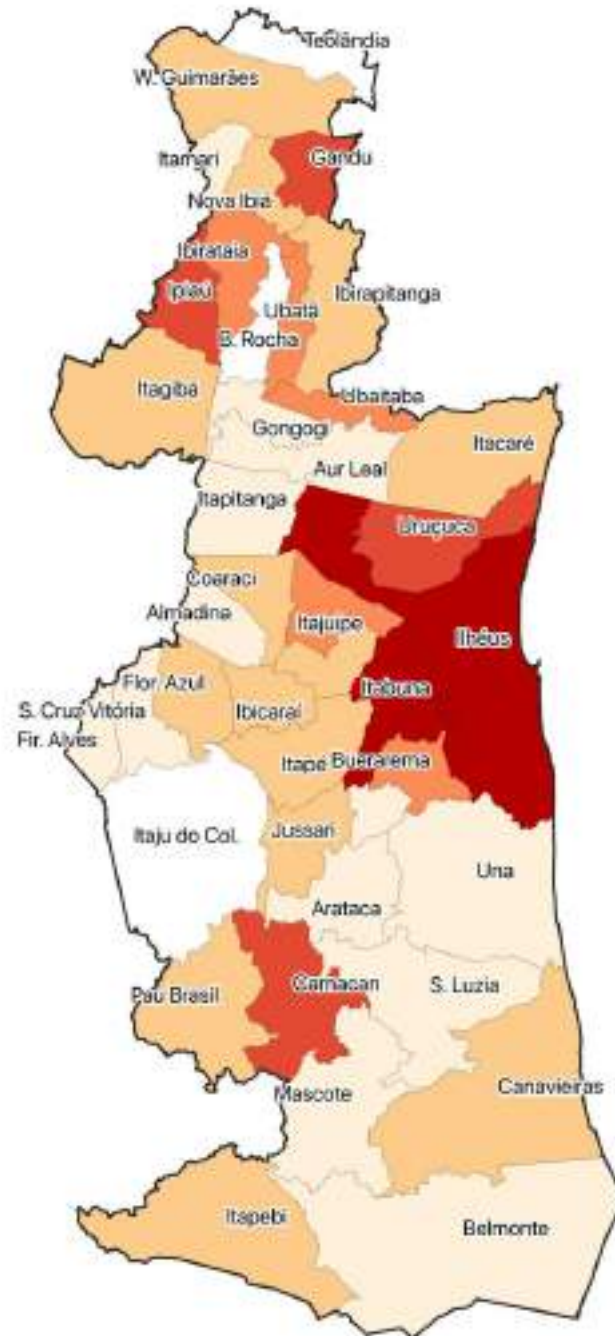 Teolândia
W. Guimarães
Itamari
Gandu
Nova Ibiá
Ibirataia
Ipiaú
Ubatã
Ibirapitanga
B. Rocha
Itagibá
Ubaitaba
Gongogi
Itacaré
Aur Leal
Itapitanga
Uruçuca
Coaraci
Almadina
Itajuípe
Ilhéus
Flor. Azul
Itabuna
S. Cruz Vitória
Ibicaraí
Fir. Alves
Itapé
Buerarema
Itaju do Col.
Jussari
Una
Arataca
Pau Brasil
Camacan
S. Luzia
Canavieiras
Mascote
Itapebi
Belmonte